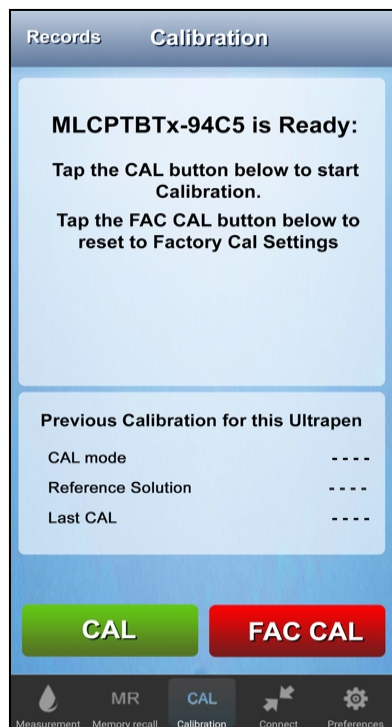 Records Calibration
MLCPTBTx-94C5 is Ready:
Tap the CAL button below to start
Calibration.
Tap the FAC CAL button below to
reset to Factory Cal Settings
Previous Calibration for this Ultrapen
CAL mode - - - -
Reference Solution - - - -
Last CAL - - - -
CAL FAC CAL
MR CAL
Measurement Memory recall Calibration Connect Preferences